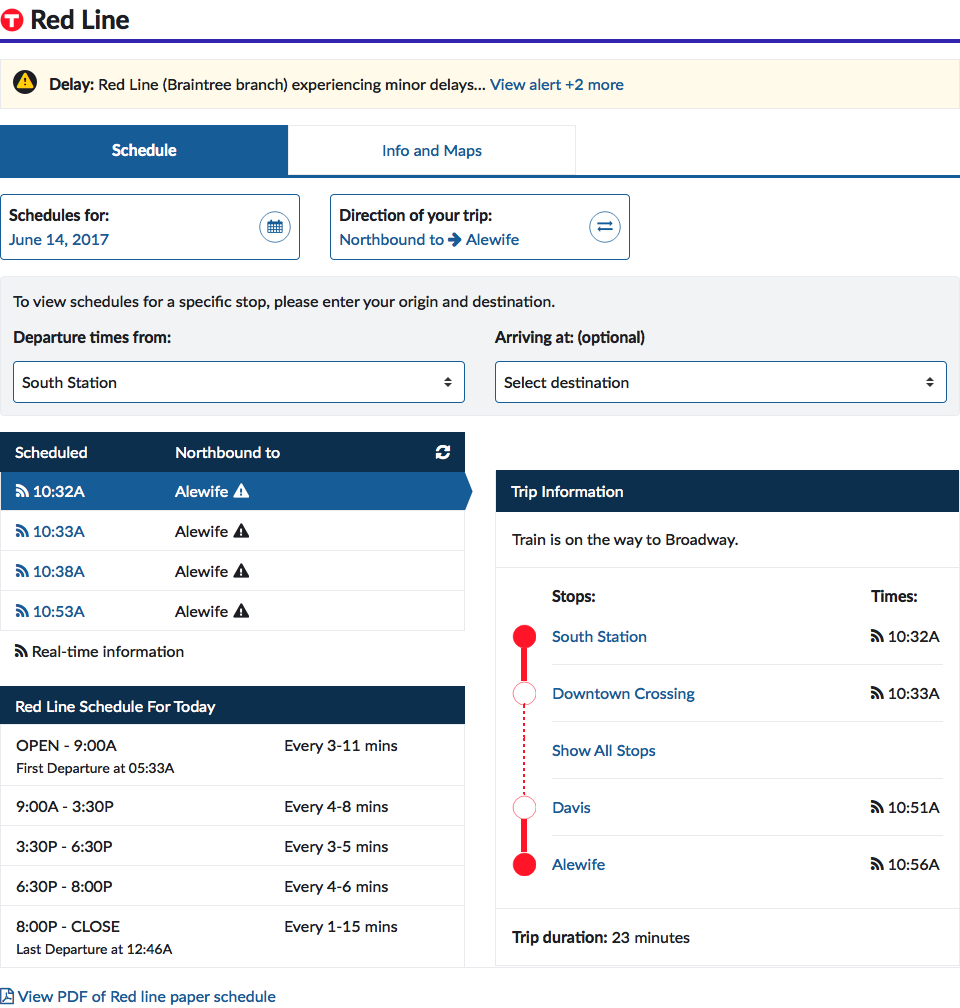 T Red Line
Delay: Red Line (Braintree branch) experiencing minor delays... View alert +2 more
Schedule
Info and Maps
Schedules for:
June 14, 2017
Direction of your trip:
Northbound to → Alewife
To view schedules for a specific stop, please enter your origin and destination.
Departure times from:
South Station
Arriving at: (optional)
Select destination
Scheduled Northbound to
10:32A Alewife
10:33A Alewife
10:38A Alewife
10:53A Alewife
Real-time information
Red Line Schedule For Today
OPEN - 9:00A Every 3-11 mins
First Departure at 05:33A
9:00A - 3:30P Every 4-8 mins
3:30P - 6:30P Every 3-5 mins
6:30P - 8:00P Every 4-6 mins
8:00P - CLOSE Every 1-15 mins
Last Departure at 12:46A
View PDF of Red line paper schedule
Trip Information
Train is on the way to Broadway.
Stops: Times:
South Station 10:32A
Downtown Crossing 10:33A
Show All Stops
Davis 10:51A
Alewife 10:56A
Trip duration: 23 minutes